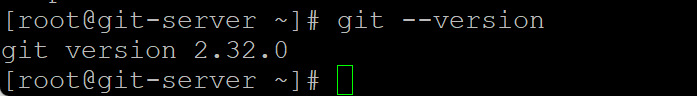 [root@git-server ~]# git --version
git version 2.32.0
[root@git-server ~]#